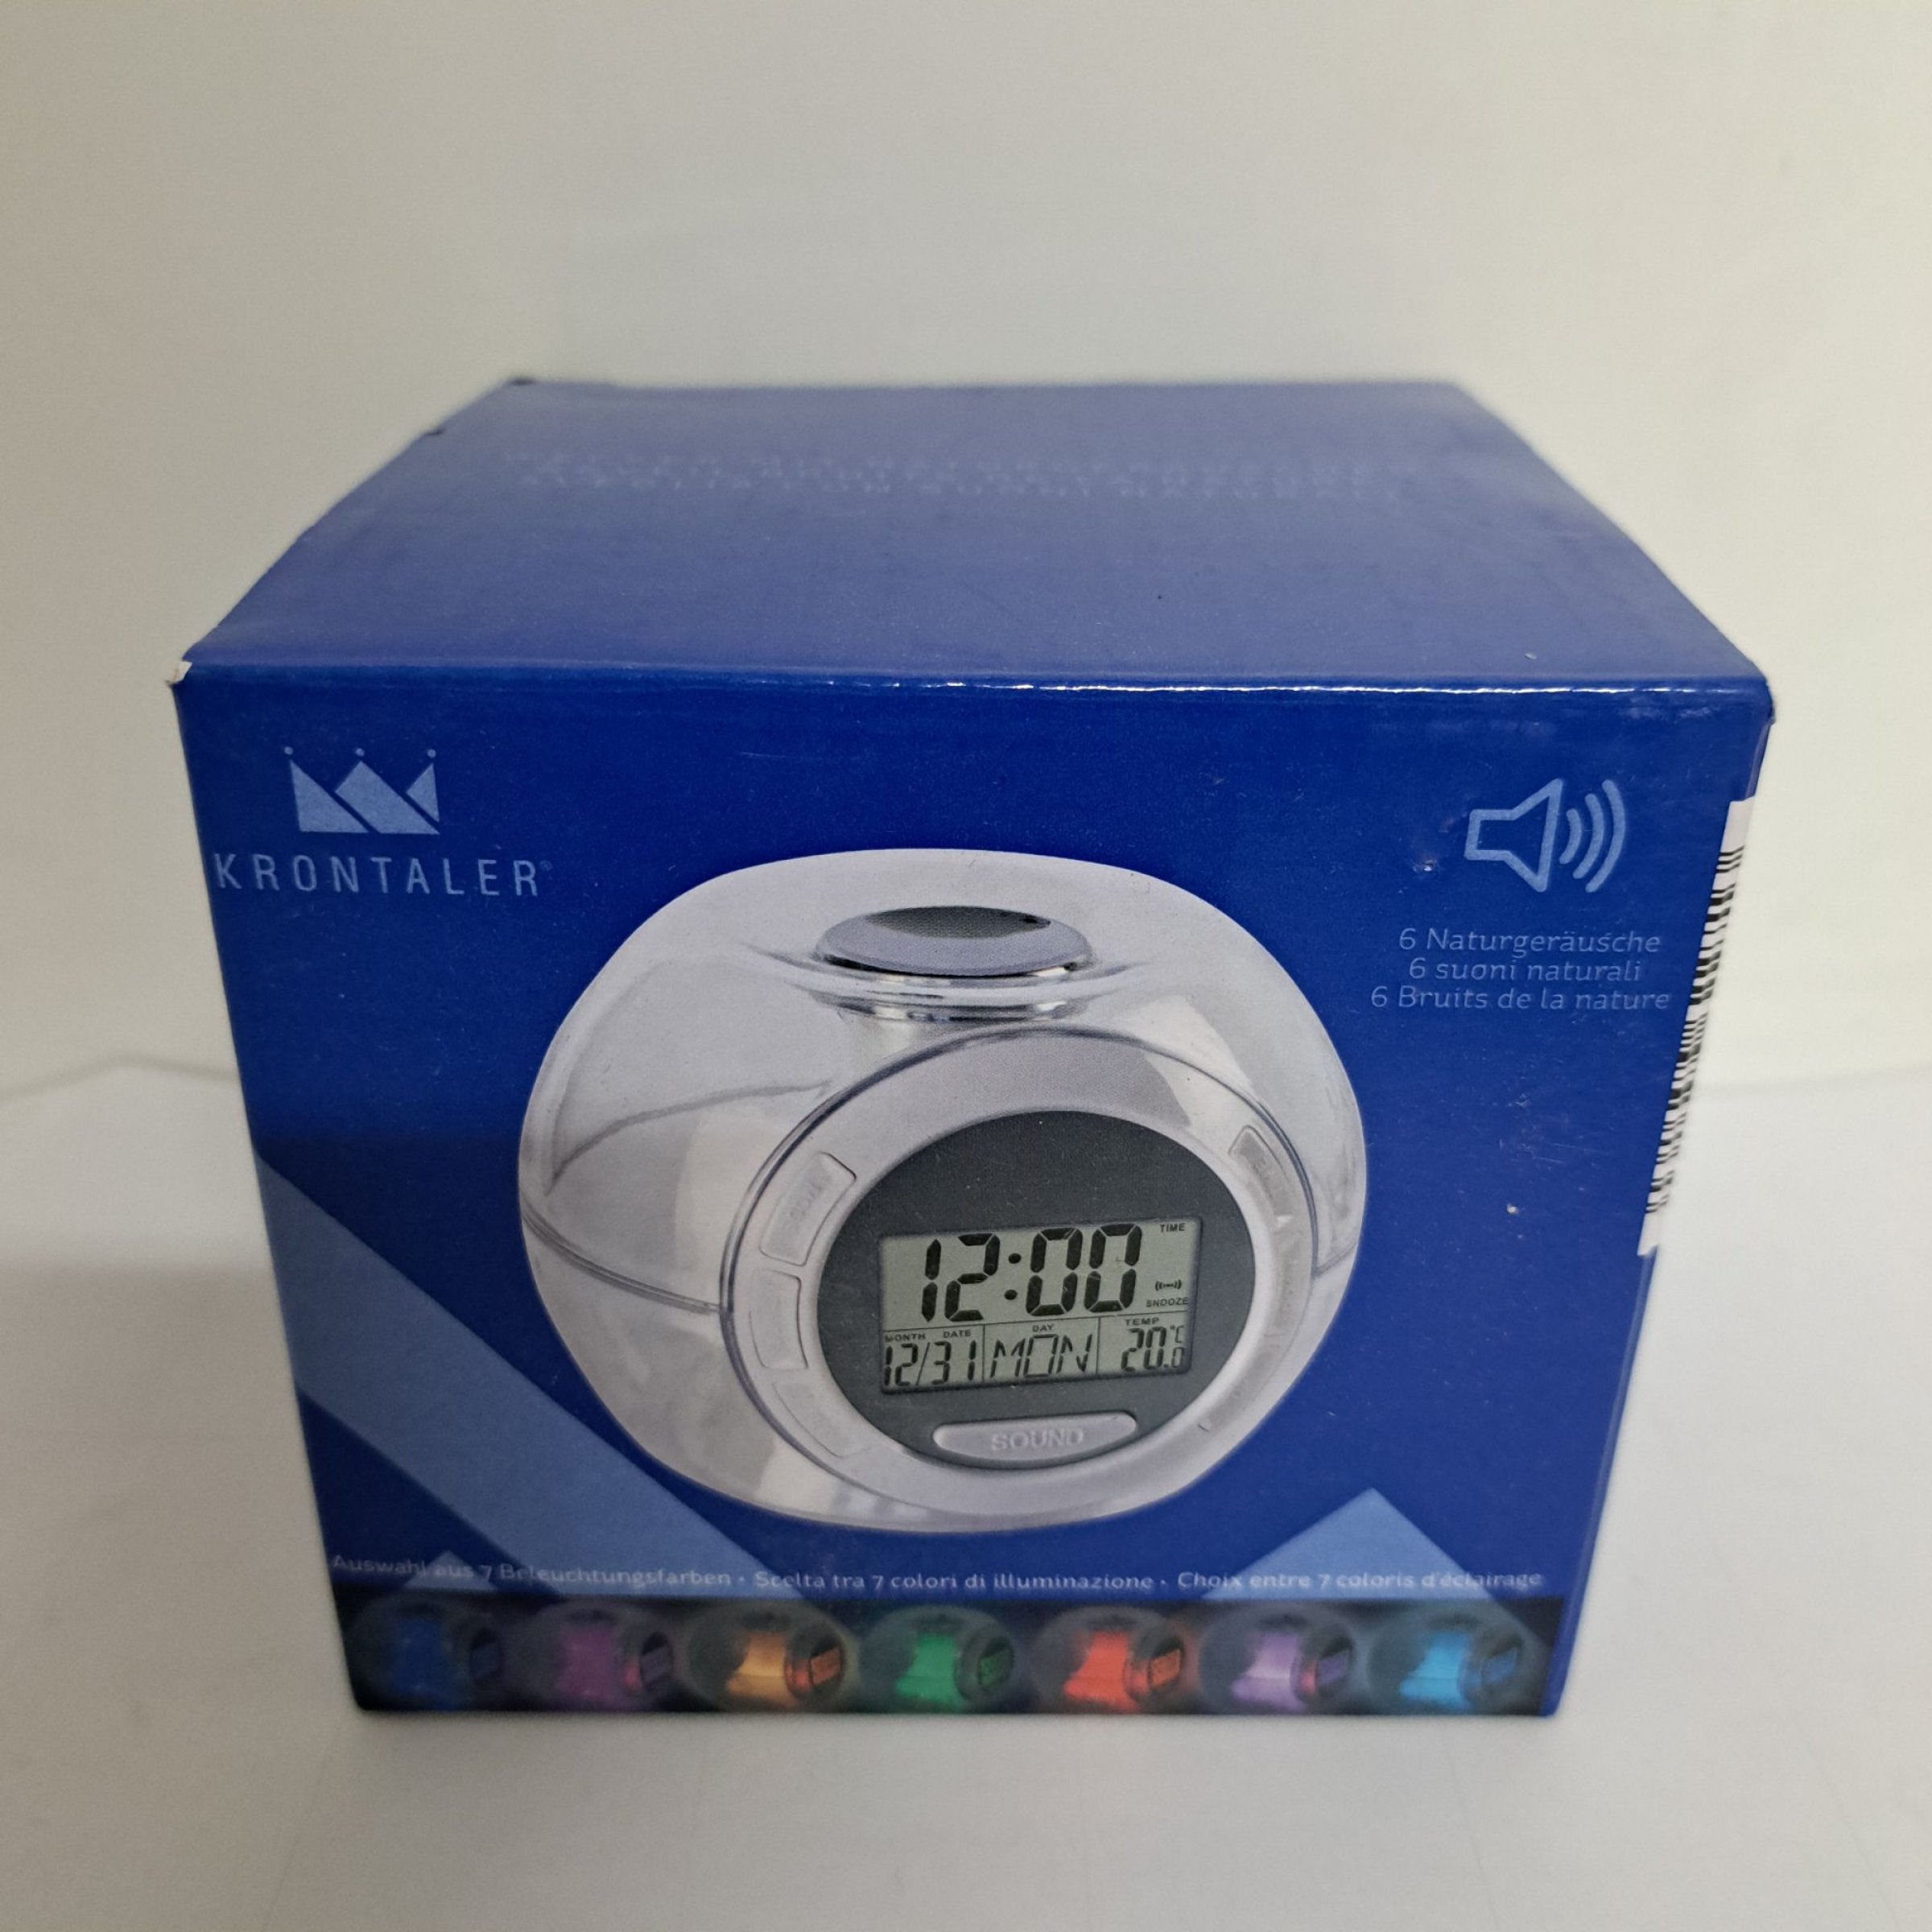 KRONTALER®
6 Naturgeräusche
6 suoni naturali
6 Bruits de la nature
12:00
TIME
SNOOZE
MONTH DATE DAY TEMP
12/31 MON 20.0°C
SOUND
Auswahl aus 7 Beleuchtungsfarben • Scelta tra 7 colori di illuminazione • Choix entre 7 coloris d'éclairage